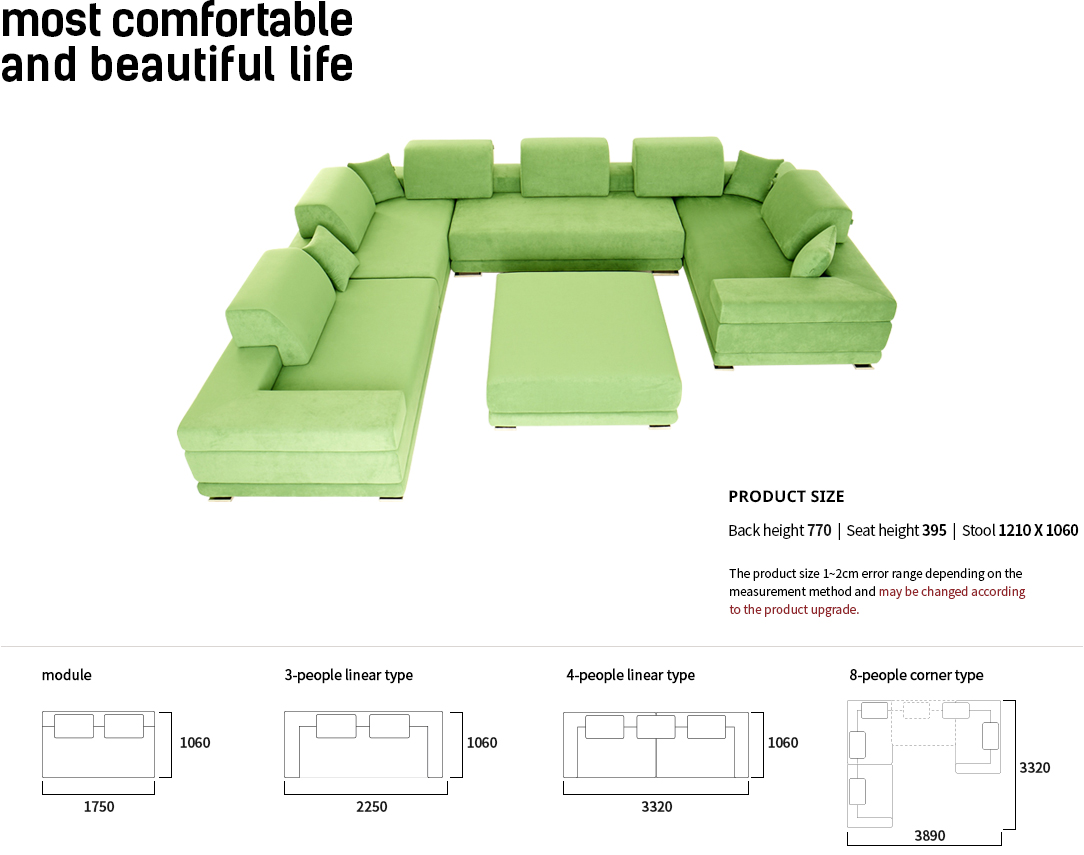 most comfortable
and beautiful life
PRODUCT SIZE
Back height 770 | Seat height 395 | Stool 1210 X 1060
The product size 1~2cm error range depending on the
measurement method and may be changed according
to the product upgrade.
module
1060
1750
3-people linear type
1060
2250
4-people linear type
1060
3320
8-people corner type
3320
3890